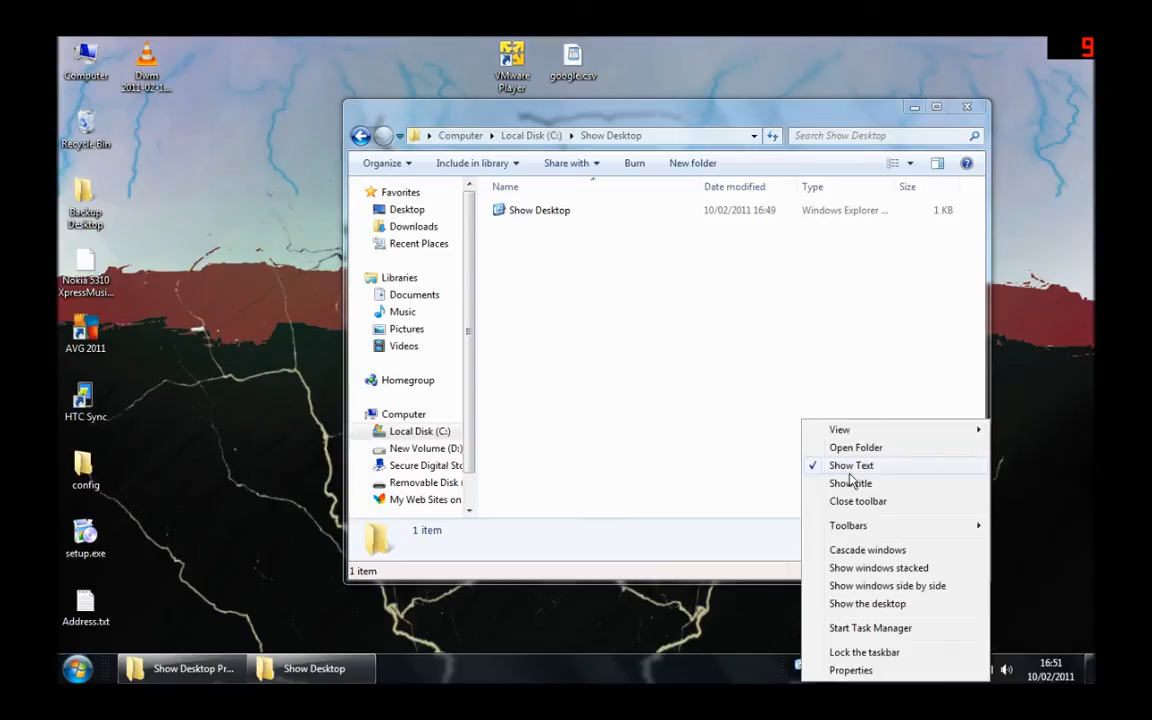 9
Computer
Dwm
2011-02-1...
VMware
Player
google.csv
Recycle Bin
Backup
Desktop
Nokia 5310
XpressMusi...
AVG 2011
HTC Sync
config
setup.exe
Address.txt
Computer
Local Disk (C:)
Show Desktop
Search Show Desktop
Organize
Include in library
Share with
Burn
New folder
Favorites
Desktop
Downloads
Recent Places
Libraries
Documents
Music
Pictures
Videos
Homegroup
Computer
Local Disk (C:)
New Volume (D:)
Secure Digital Sto
Removable Disk (
My Web Sites on
Name
Date modified
Type
Size
Show Desktop
10/02/2011 16:49
Windows Explorer ...
1 KB
1 item
1 item
View
Open Folder
Show Text
Show title
Close toolbar
Toolbars
Cascade windows
Show windows stacked
Show windows side by side
Show the desktop
Start Task Manager
Lock the taskbar
Properties
Show Desktop Pr...
Show Desktop
16:51
10/02/2011